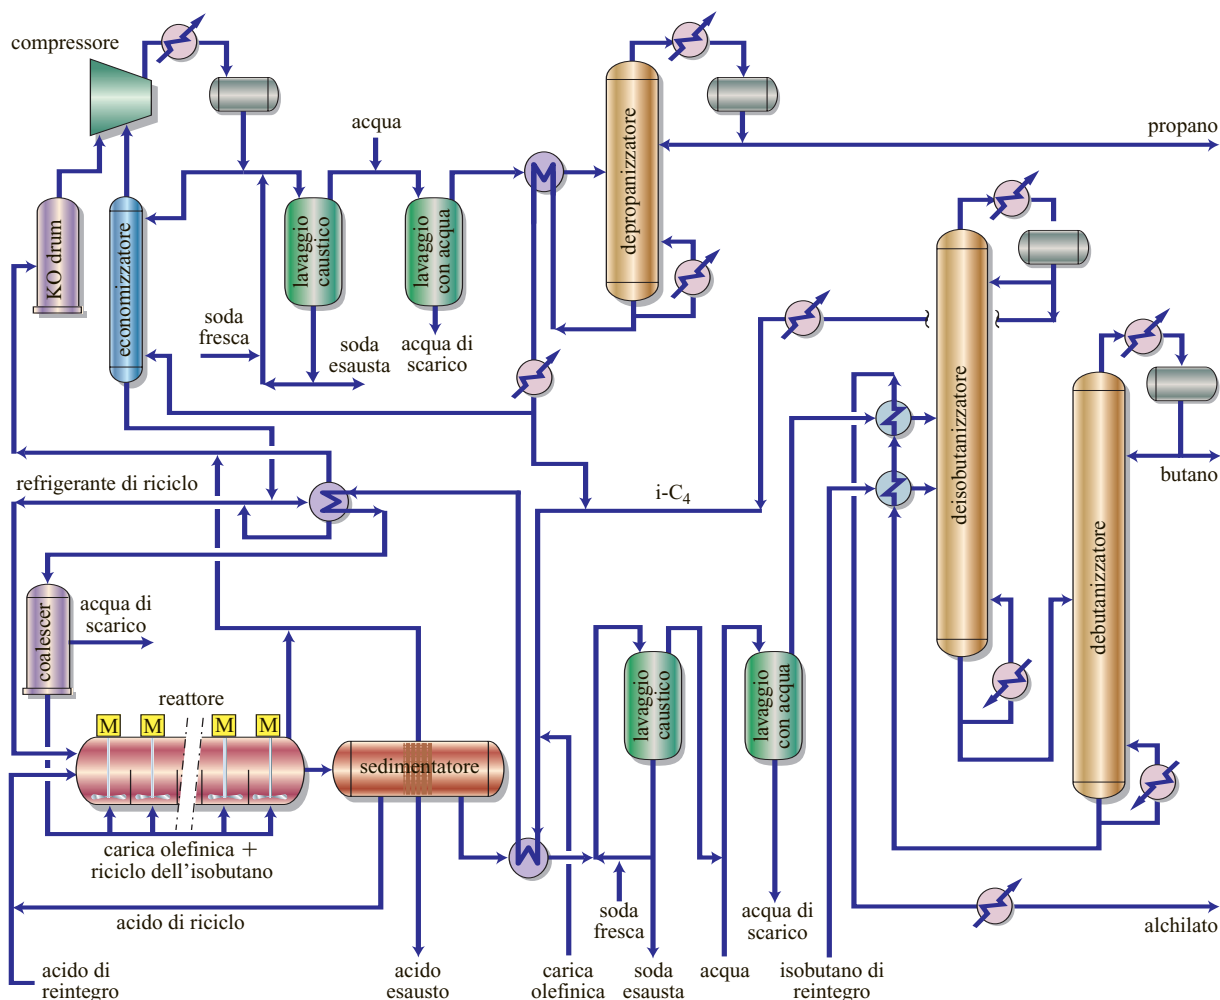 compressore
acqua
propano
KO drum
economizzatore
lavaggio
caustico
lavaggio
con acqua
depropanizzatore
soda
fresca
soda
esausta
acqua di
scarico
deisobutanizzatore
debutanizzatore
butano
refrigerante di riciclo
i-C4
coalescer
acqua di
scarico
reattore
M
M
M
M
sedimentatore
lavaggio
caustico
lavaggio
con acqua
carica olefinica +
riciclo dell'isobutano
acido di riciclo
soda
fresca
acqua di
scarico
alchilato
acido di
reintegro
acido
esausto
carica
olefinica
soda
esausta
acqua
isobutano di
reintegro